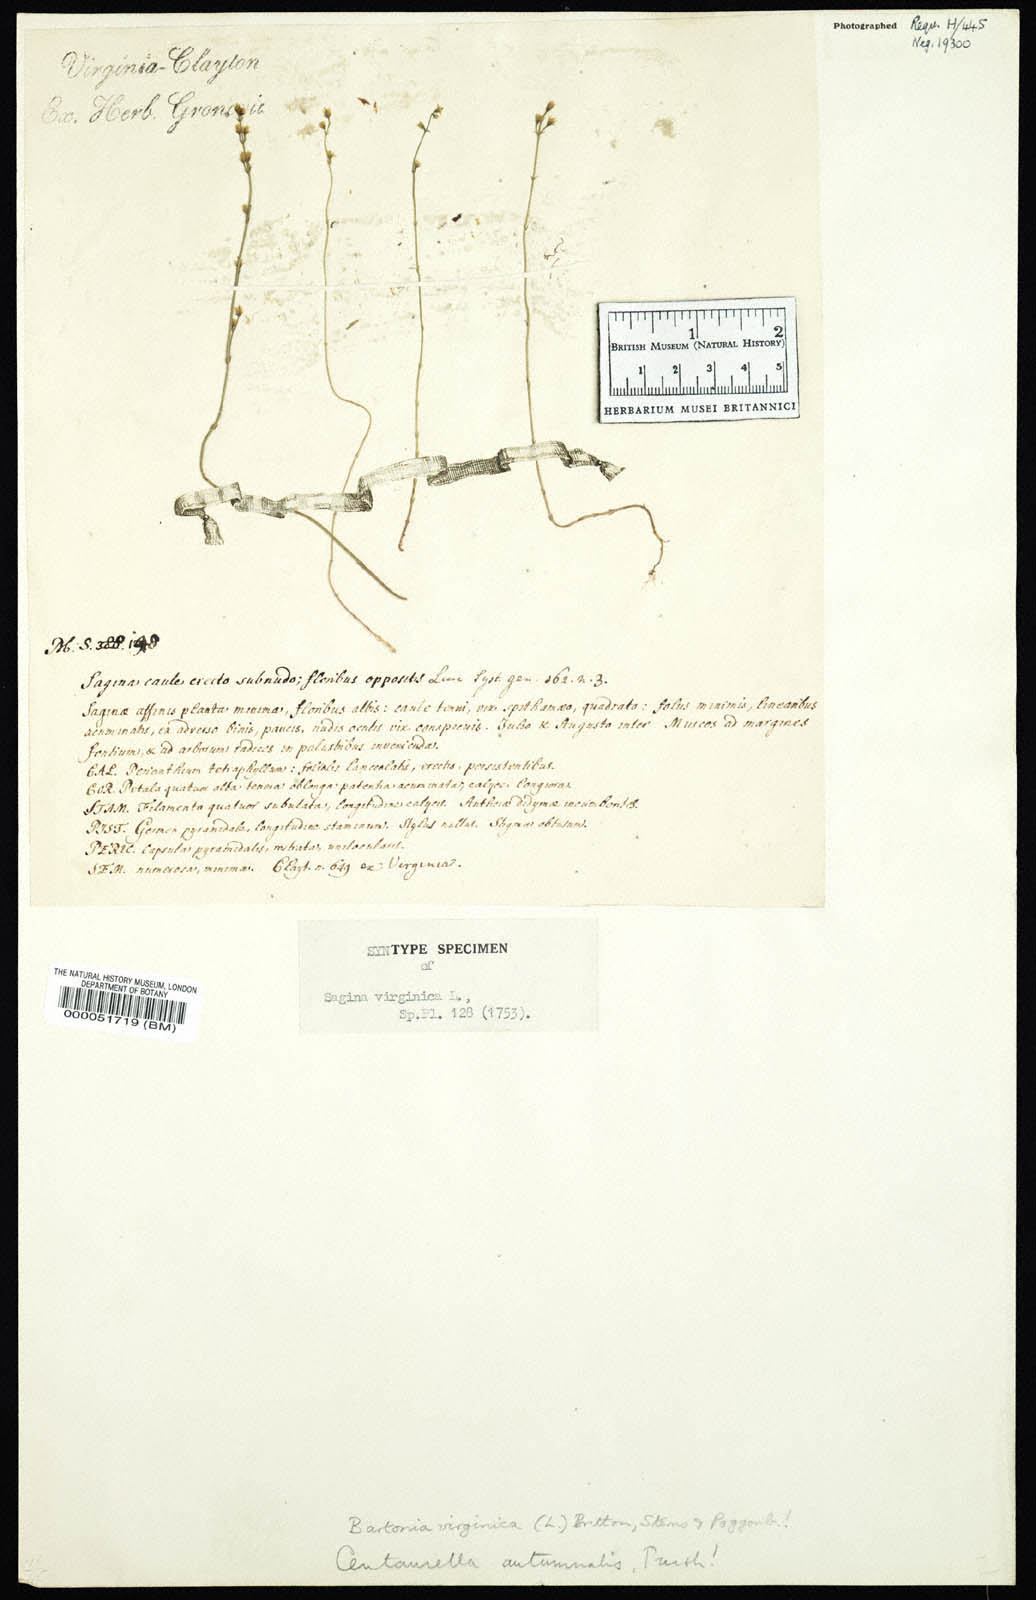 Photographed Reqn. H/445
Neg. 19300
Virginia - Clayton
Ex. Herb. Gronovii
1 2
BRITISH MUSEUM (NATURAL HISTORY)
1 2 3 4 5
HERBARIUM MUSEI BRITANNICI
M. S. 198
Sagina caule erecto subnudo; floribus oppositis Linn. Syst. gen. 162. n. 3.
Saginæ affinis planta minima, floribus albis: caule tenui, vix spithamæo, quadrato: foliis minimis, linearibus
acuminatis, ex adverso binis, paucis, nudis oculis vix conspicuis. Julio & Augusto inter Muscos ad margines
fontium, & ad arborum radices in palustribus invenienda.
CAL. Perianthium tetraphyllum: foliolis lanceolatis, erectis, persistentibus.
COR. Petala quatuor alba tenuia oblonga patentia acuminata, calyce longiora.
STAM. Filamenta quatuor subulata, longitudine calycis. Antheræ didymæ incumbentes.
PIST. Germen pyramidale, longitudine staminum. Stylus nullus. Stigma obtusum.
PERIC. Capsula pyramidalis, rostrata, unilocularis.
SEM. numerosa, minima. Clayt. n. 649 ex Virginia.
SYNTYPE SPECIMEN
of
Sagina virginica L.,
Sp.Pl. 128 (1753).
THE NATURAL HISTORY MUSEUM, LONDON
DEPARTMENT OF BOTANY
000051719 (BM)
Bartonia virginica (L.) Britton, Sterns & Poggenb.!
Centaurella autumnalis, Pursh!